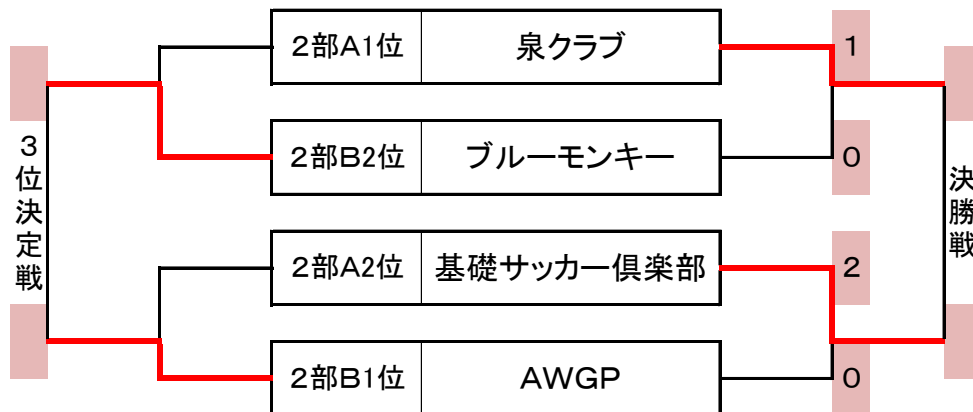 2部A1位 泉クラブ 1
2部B2位 ブルーモンキー 0
3位決定戦
決勝戦
2部A2位 基礎サッカー倶楽部 2
2部B1位 AWGP 0